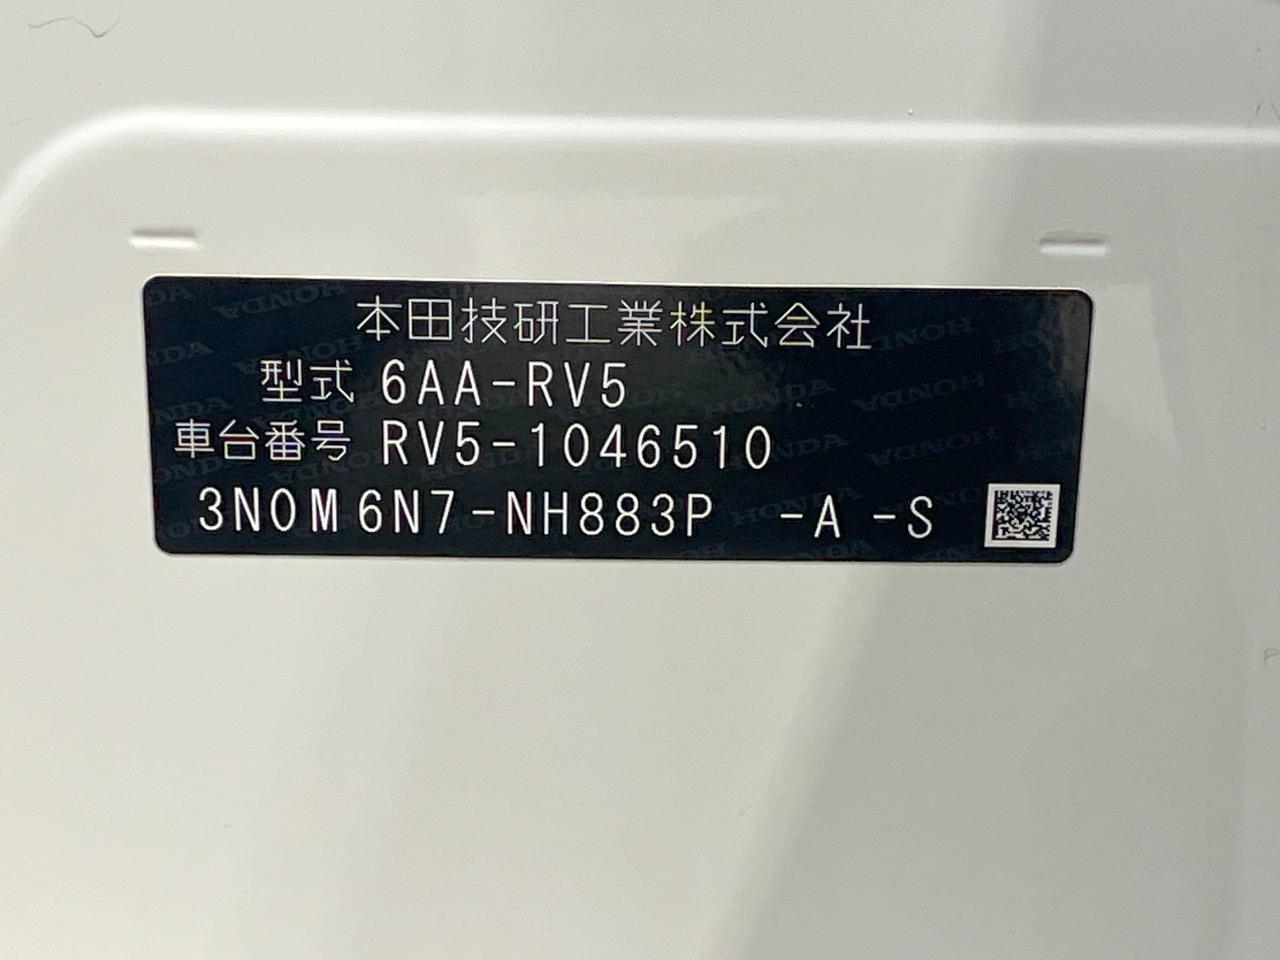 本田技研工業株式会社
型式 6AA-RV5
車台番号 RV5-1046510
3N0M6N7-NH883P -A -S